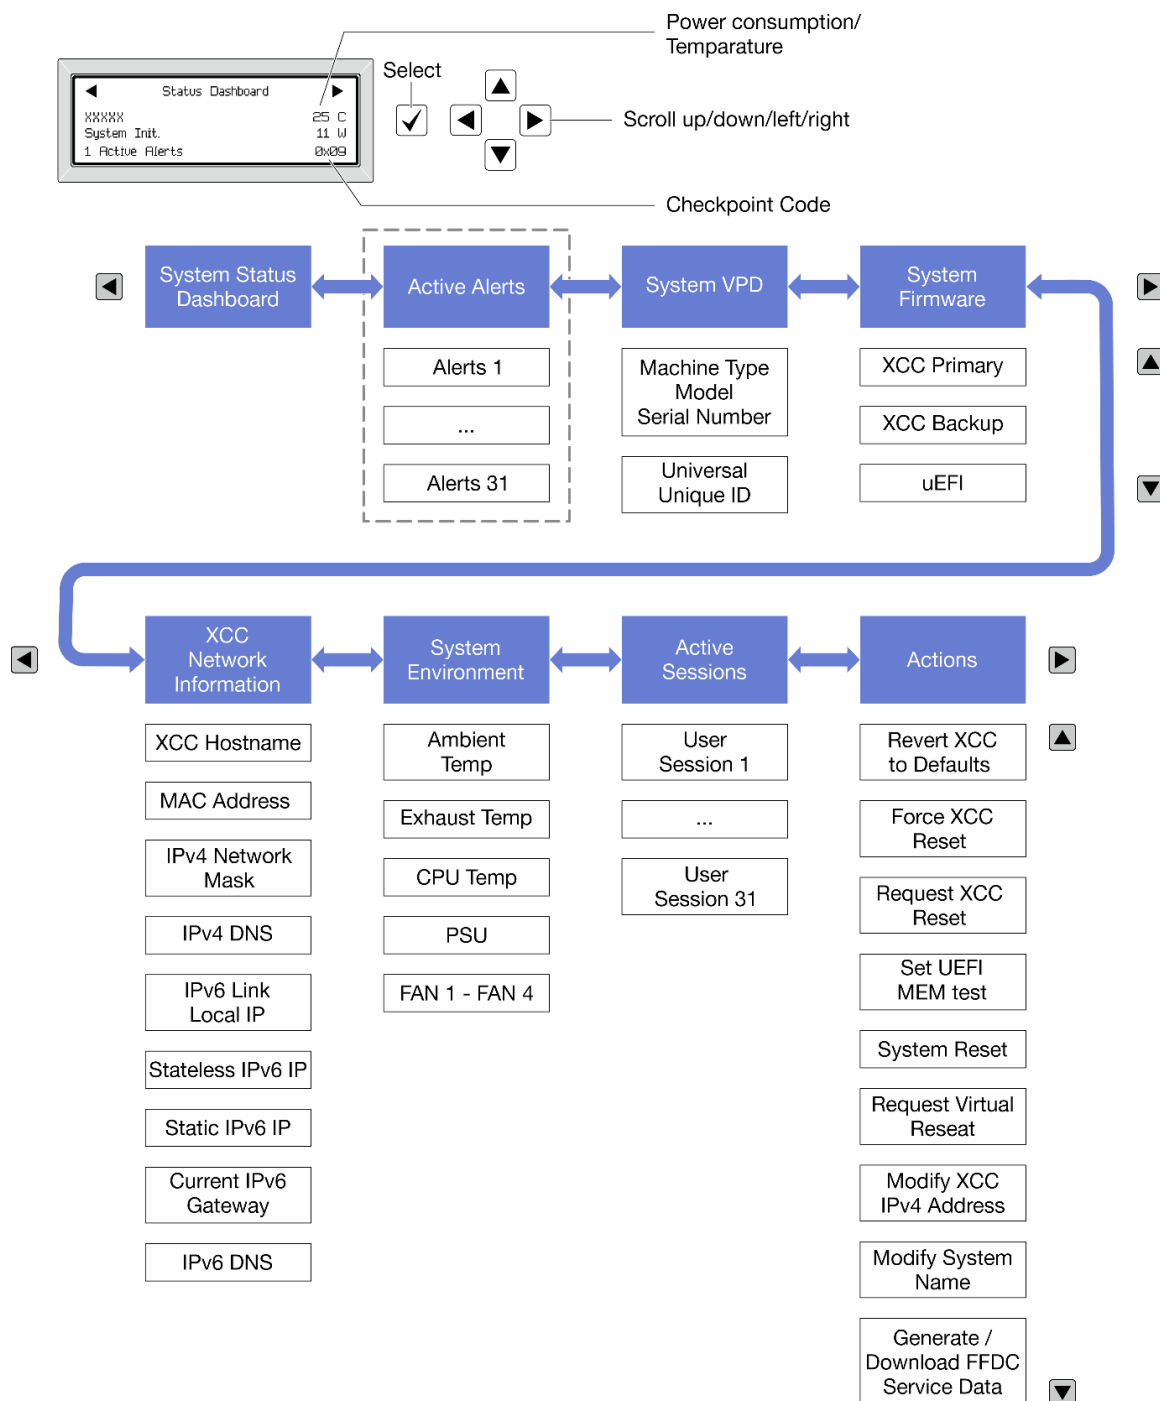 Power consumption/
Temparature
Select
Status Dashboard
XXXXX 25 C
System Init. 11 W
1 Active Alerts 0x09
Scroll up/down/left/right
Checkpoint Code
System Status
Dashboard
Active Alerts
Alerts 1
...
Alerts 31
System VPD
Machine Type
Model
Serial Number
Universal
Unique ID
System
Firmware
XCC Primary
XCC Backup
uEFI
XCC
Network
Information
XCC Hostname
MAC Address
IPv4 Network
Mask
IPv4 DNS
IPv6 Link
Local IP
Stateless IPv6 IP
Static IPv6 IP
Current IPv6
Gateway
IPv6 DNS
System
Environment
Ambient
Temp
Exhaust Temp
CPU Temp
PSU
FAN 1 - FAN 4
Active
Sessions
User
Session 1
...
User
Session 31
Actions
Revert XCC
to Defaults
Force XCC
Reset
Request XCC
Reset
Set UEFI
MEM test
System Reset
Request Virtual
Reseat
Modify XCC
IPv4 Address
Modify System
Name
Generate /
Download FFDC
Service Data